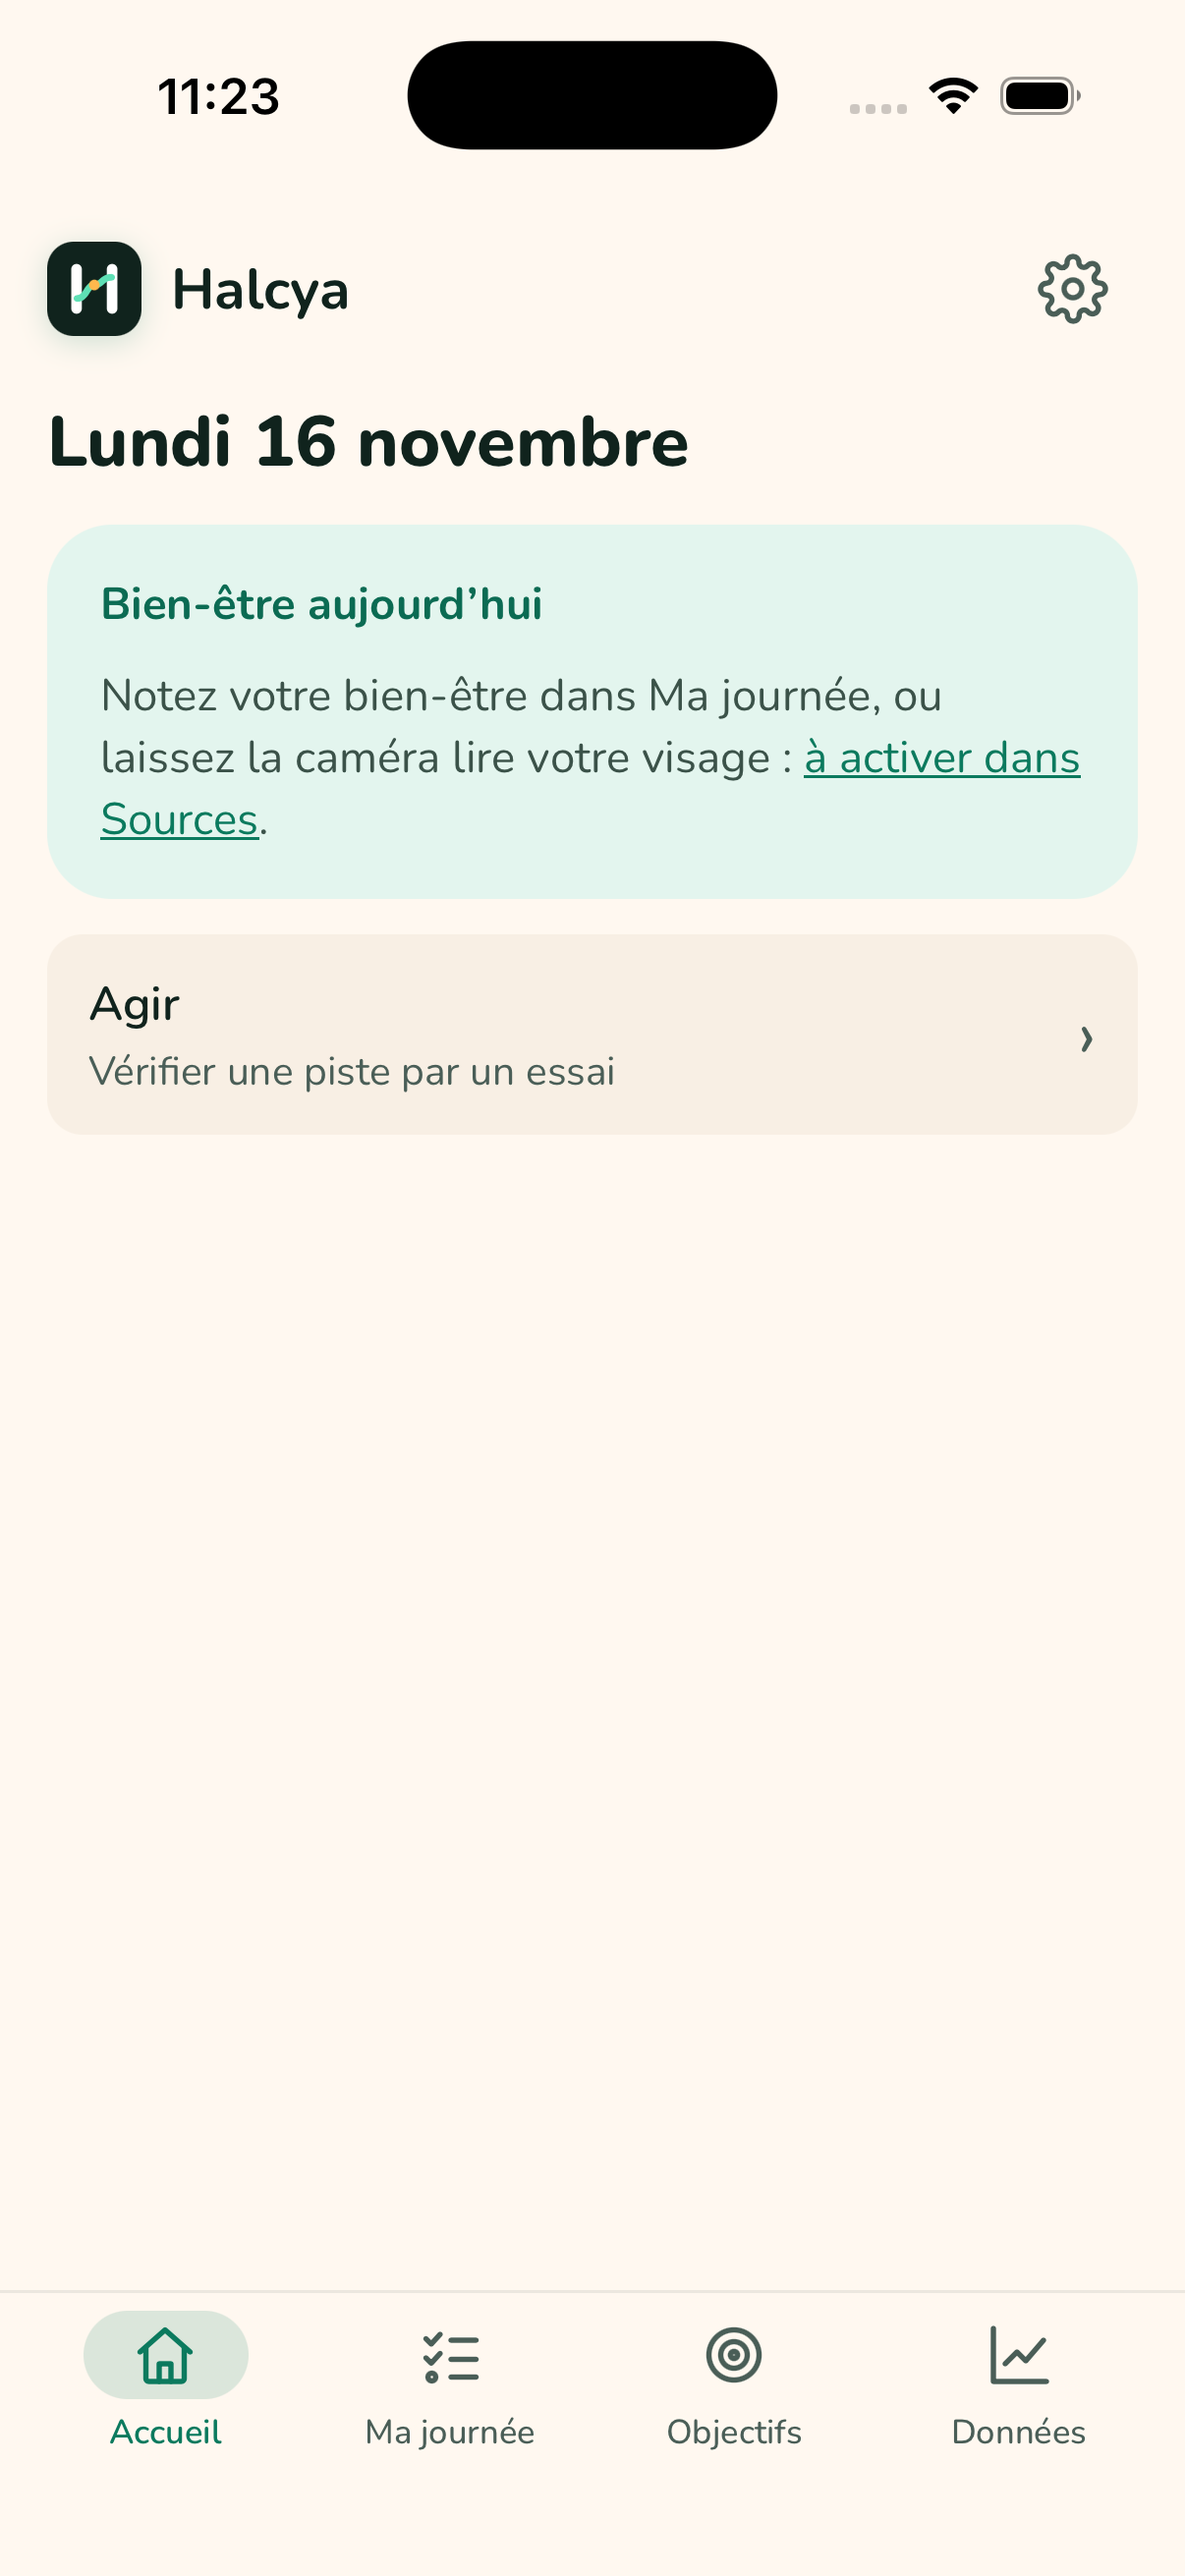 11:23
Halcya
Lundi 16 novembre
Bien-être aujourd’hui
Notez votre bien-être dans Ma journée, ou
laissez la caméra lire votre visage : à activer dans
Sources.
Agir
Vérifier une piste par un essai
Accueil
Ma journée
Objectifs
Données